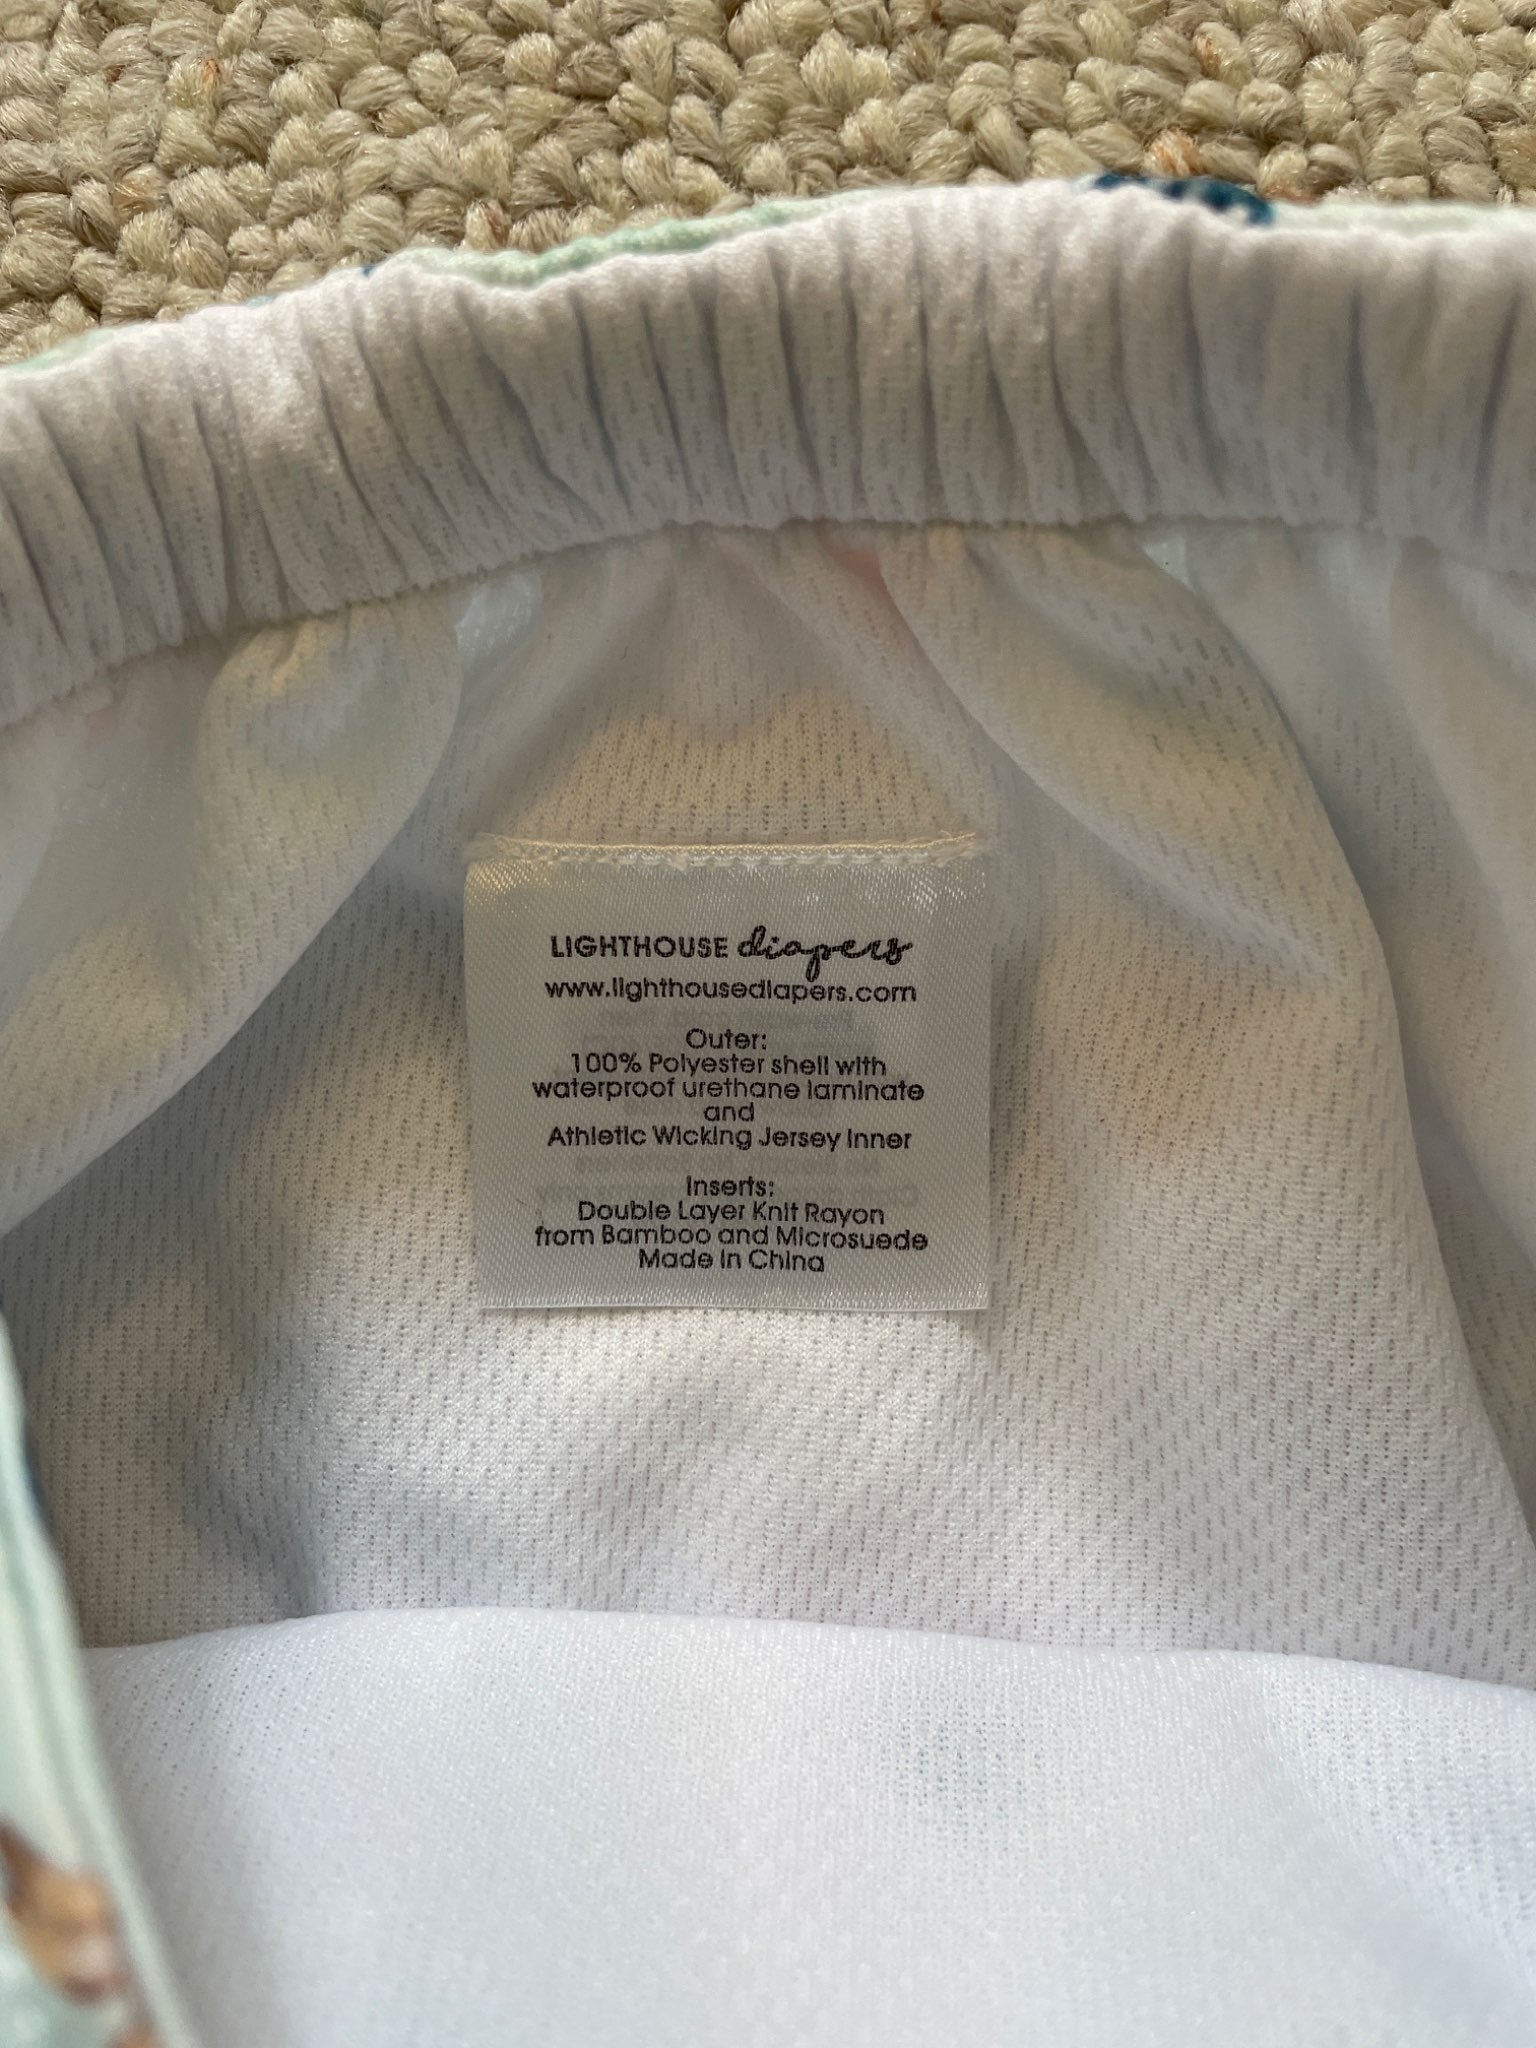 LIGHTHOUSE diapers
www.lighthousediapers.com
Outer:
100% Polyester shell with
waterproof urethane laminate
and
Athletic Wicking Jersey Inner
Inserts:
Double Layer Knit Rayon
from Bamboo and Microsuede
Made in China